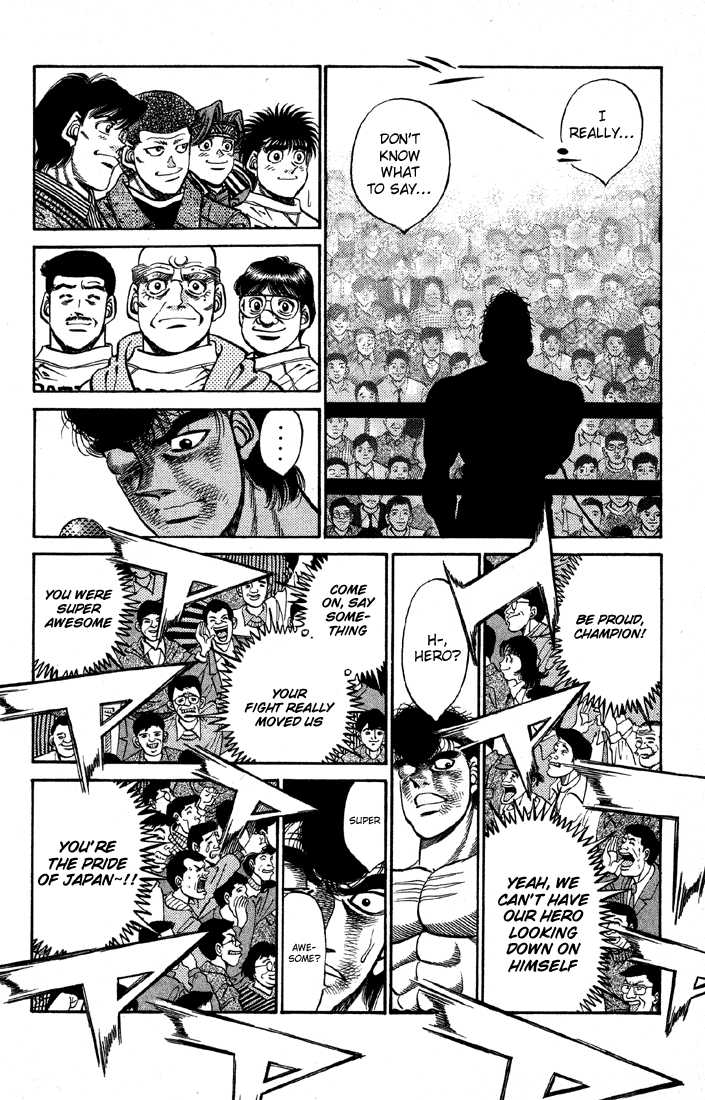 I
REALLY...
DON'T
KNOW
WHAT
TO SAY...
....
BE PROUD,
CHAMPION!
H-,
HERO?
COME
ON, SAY
SOME-
THING
YOUR
FIGHT REALLY
MOVED US
YOU WERE
SUPER
AWESOME
YEAH, WE
CAN'T HAVE
OUR HERO
LOOKING
DOWN ON
HIMSELF
SUPER
AWE-
SOME?
YOU'RE
THE PRIDE
OF JAPAN~!!